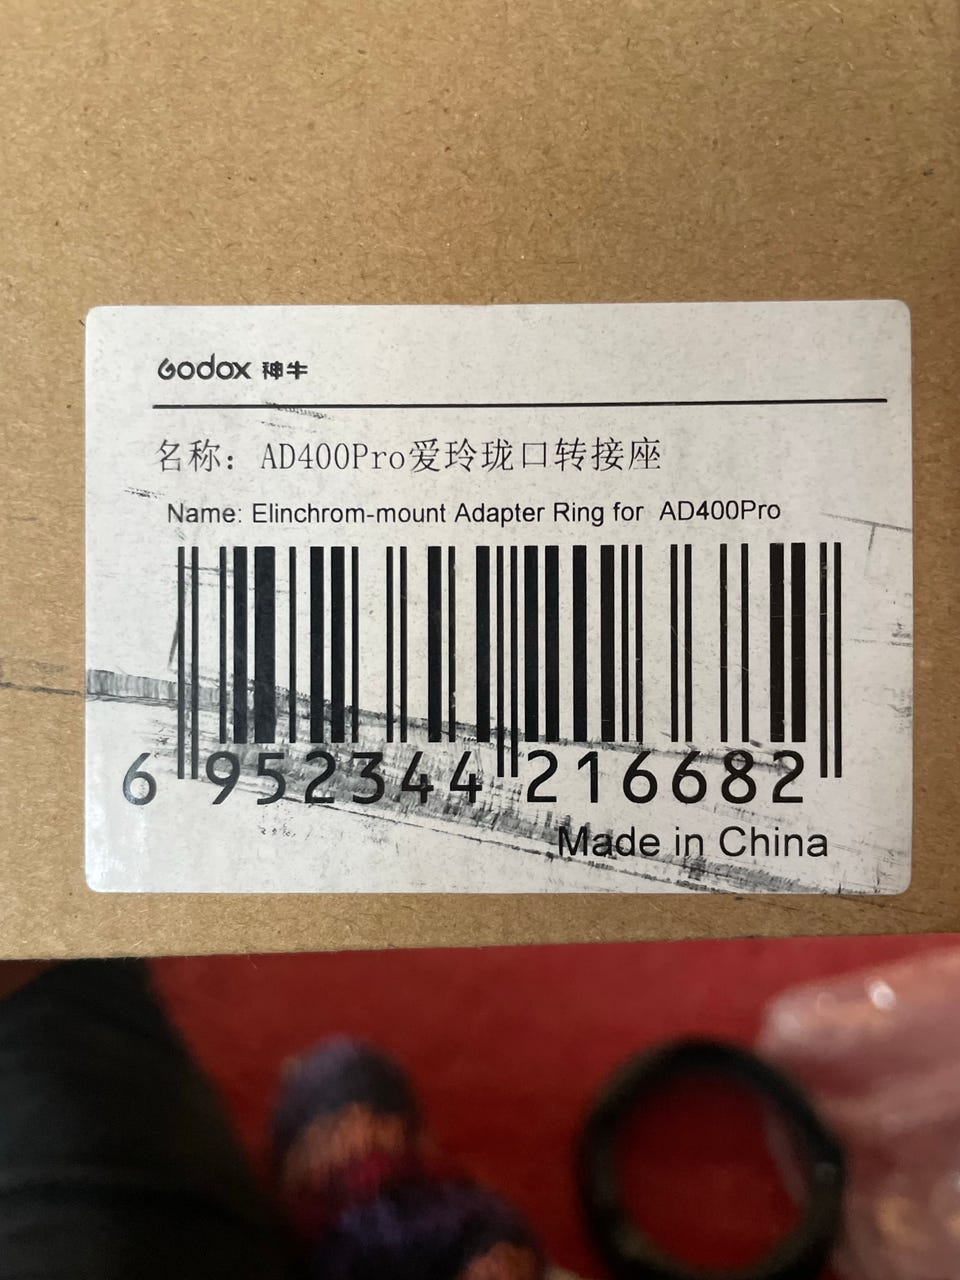 Godox 神牛
名称：AD400Pro爱玲珑口转接座
Name: Elinchrom-mount Adapter Ring for AD400Pro
6 952344 216682
Made in China